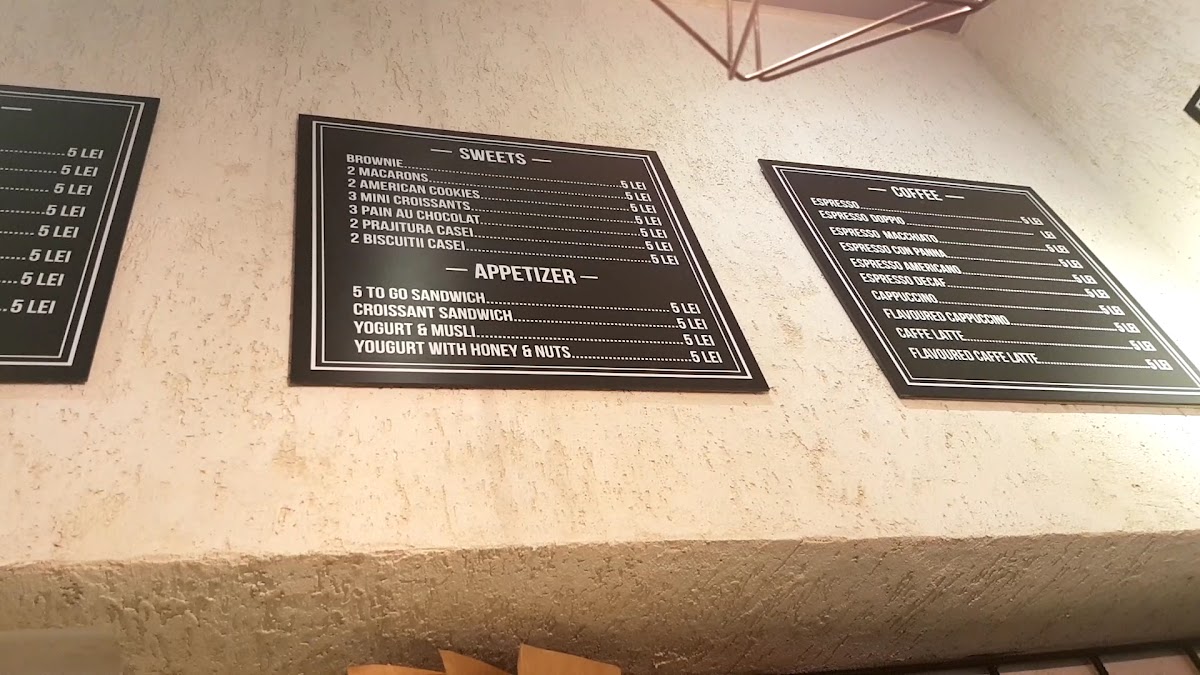 5 LEI
5 LEI
5 LEI
5 LEI
5 LEI
5 LEI
5 LEI
5 LEI
SWEETS
BROWNIE 5 LEI
2 MACARONS 5 LEI
2 AMERICAN COOKIES 5 LEI
3 MINI CROISSANTS 5 LEI
3 PAIN AU CHOCOLAT 5 LEI
2 PRAJITURA CASEI 5 LEI
2 BISCUITII CASEI 5 LEI
APPETIZER
5 TO GO SANDWICH 5 LEI
CROISSANT SANDWICH 5 LEI
YOGURT & MUSLI 5 LEI
YOUGURT WITH HONEY & NUTS 5 LEI
COFFEE
ESPRESSO 5 LEI
ESPRESSO DOPPIO LEI
ESPRESSO MACCHIATO 5 LEI
ESPRESSO CON PANNA 5 LEI
ESPRESSO AMERICANO 5 LEI
ESPRESSO DECAF 5 LEI
CAPPUCCINO 5 LEI
FLAVOURED CAPPUCCINO 5 LEI
CAFFE LATTE 5 LEI
FLAVOURED CAFFE LATTE 5 LEI